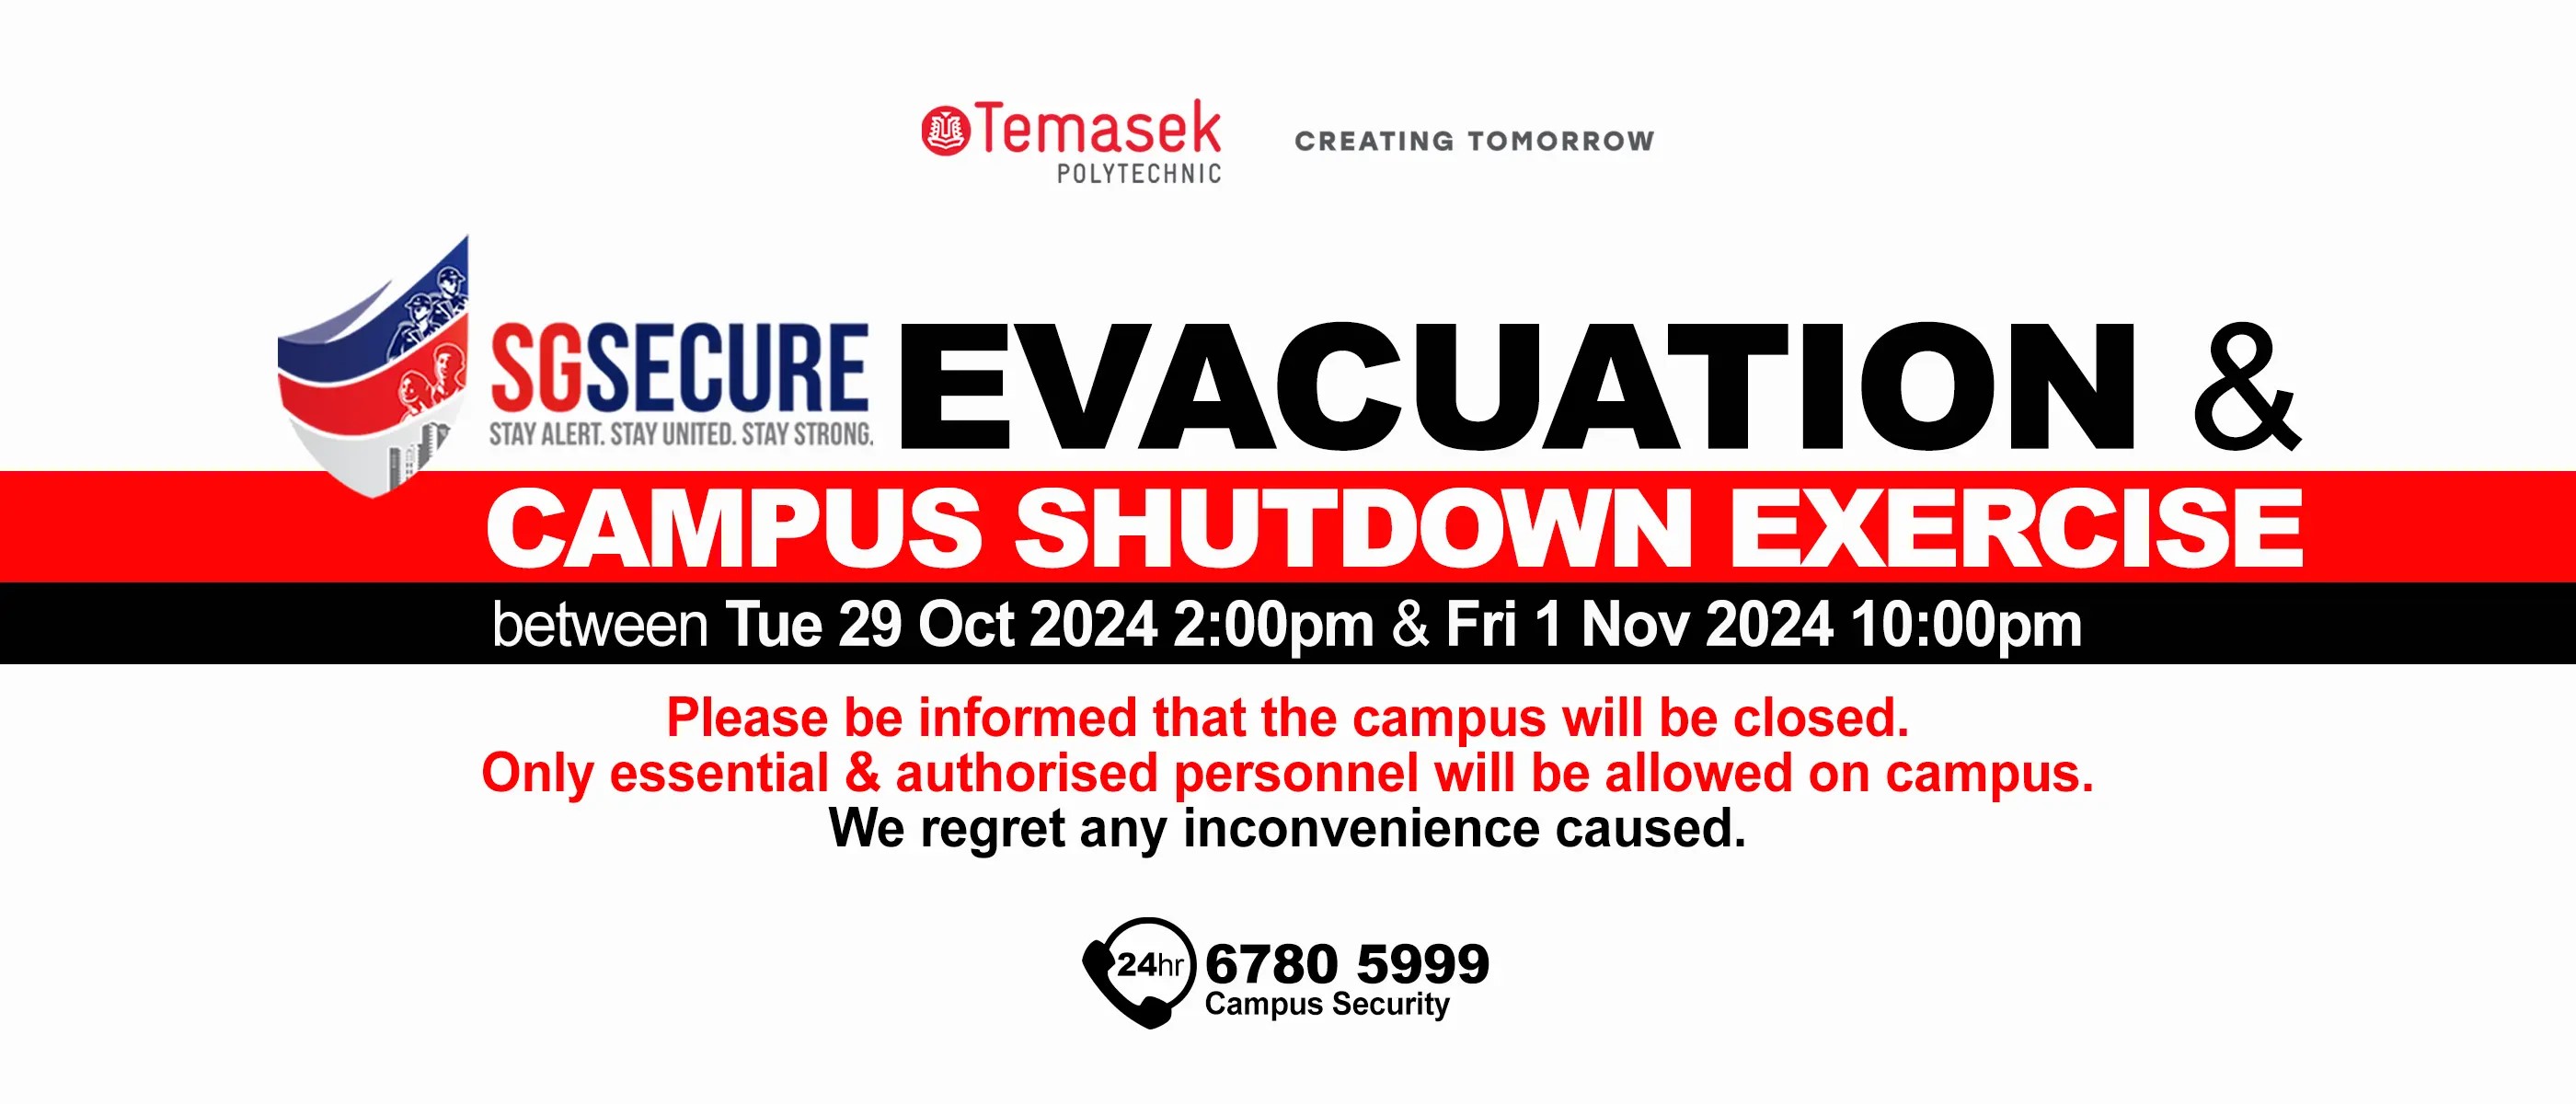 Temasek
POLYTECHNIC
CREATING TOMORROW
SGSECURE
STAY ALERT. STAY UNITED. STAY STRONG.
EVACUATION &
CAMPUS SHUTDOWN EXERCISE
between Tue 29 Oct 2024 2:00pm & Fri 1 Nov 2024 10:00pm
Please be informed that the campus will be closed.
Only essential & authorised personnel will be allowed on campus.
We regret any inconvenience caused.
24hr
6780 5999
Campus Security